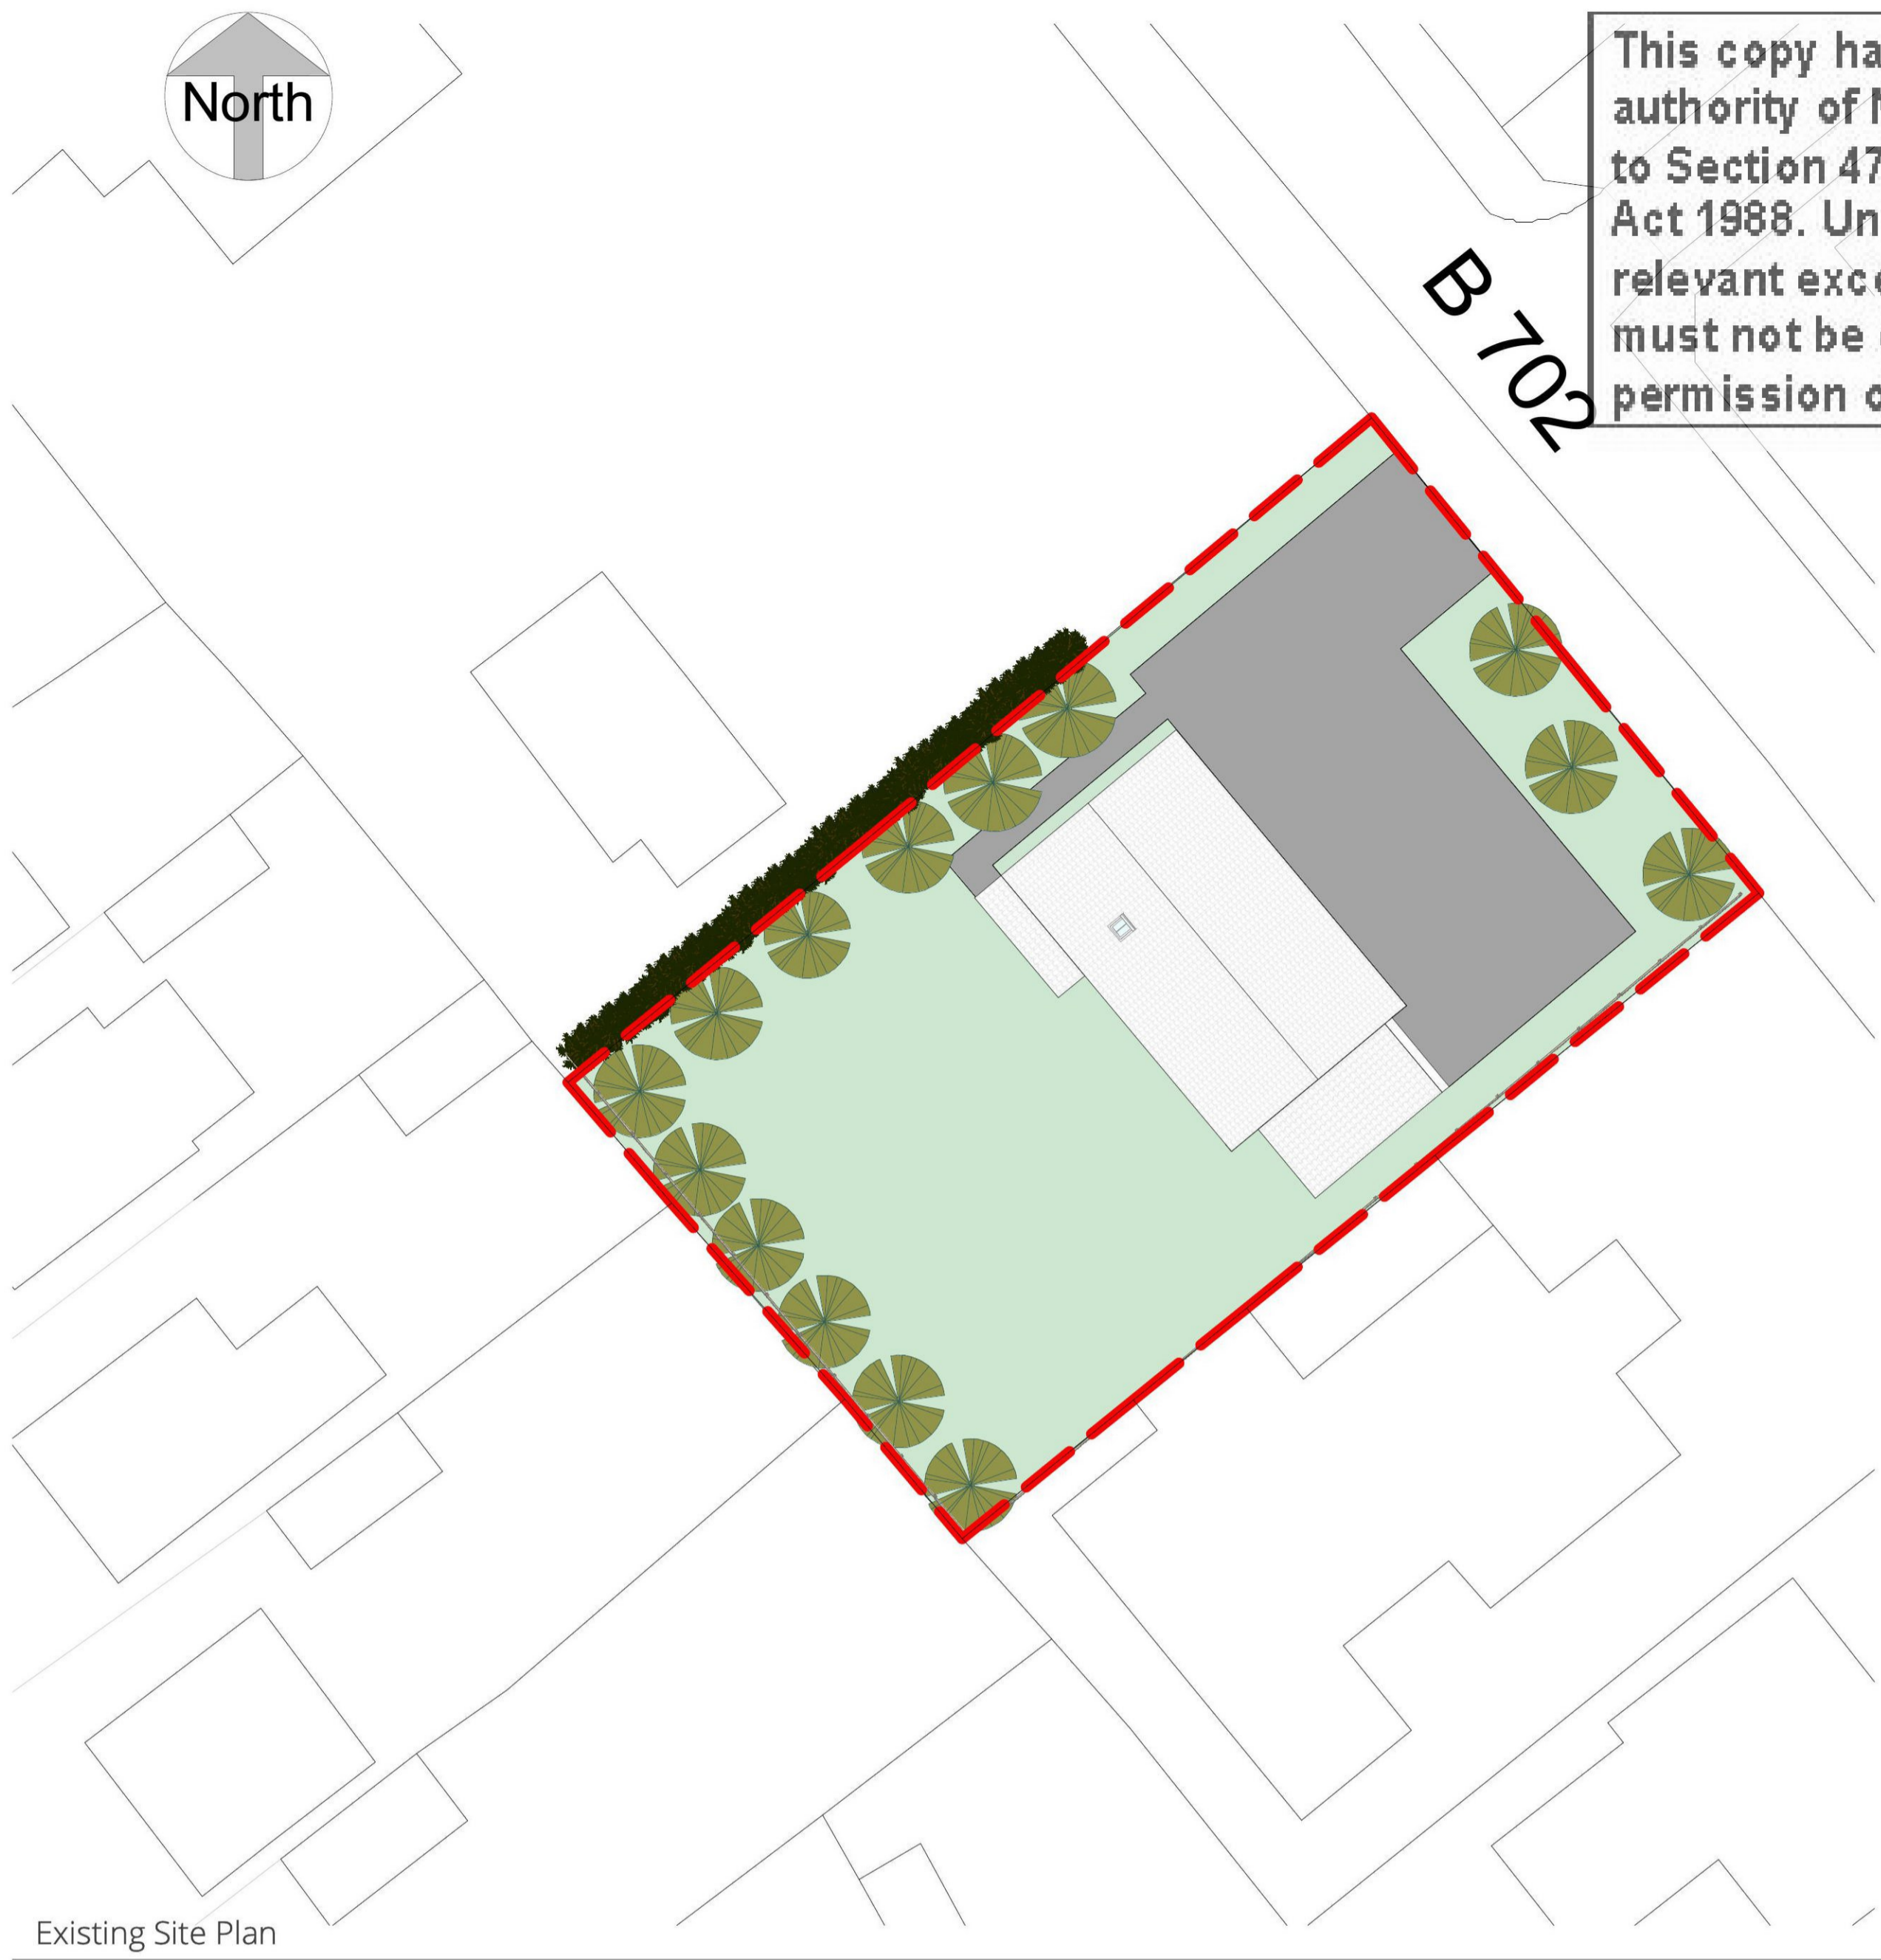 North
This copy ha
authority of
to Section 47
Act 1988. Un
relevant exc
must not be
permission
B 702
Existing Site Plan